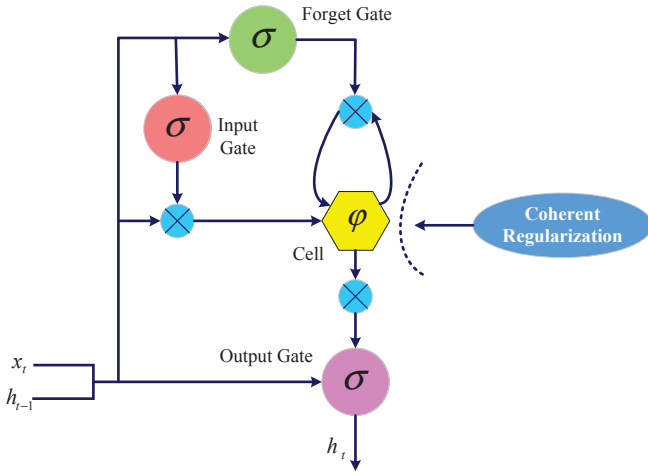 Forget Gate
σ
σ
Input
Gate
φ
Coherent
Regularization
Cell
Output Gate
x_t
h_{t-1}
σ
h_t